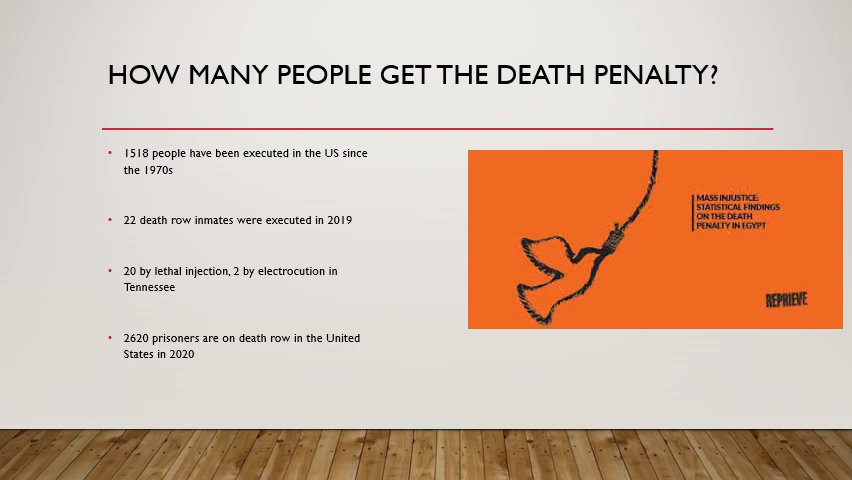 HOW MANY PEOPLE GET THE DEATH PENALTY?
• 1518 people have been executed in the US since
the 1970s
• 22 death row inmates were executed in 2019
• 20 by lethal injection, 2 by electrocution in
Tennessee
• 2620 prisoners are on death row in the United
States in 2020
MASS INJUSTICE:
STATISTICAL FINDINGS
ON THE DEATH
PENALTY IN EGYPT
REPRIEVE